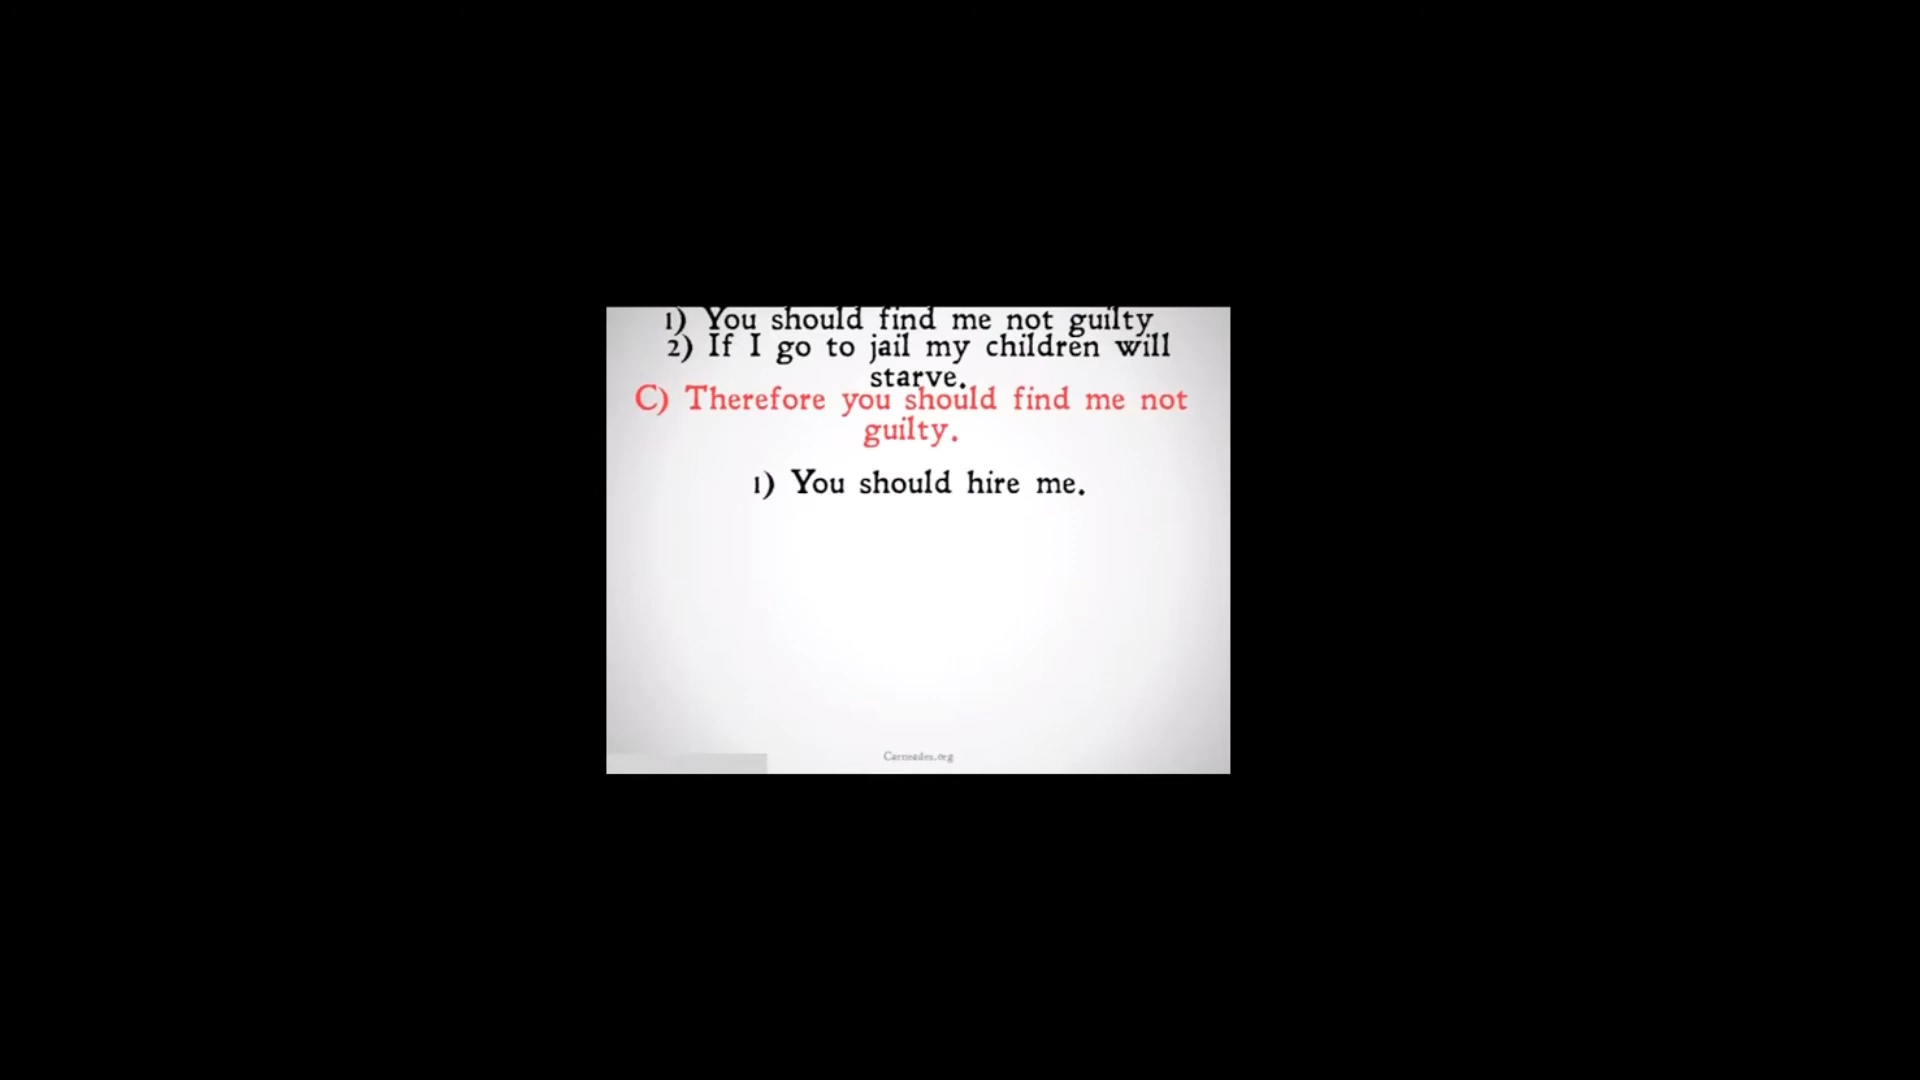 1) You should find me not guilty
2) If I go to jail my children will
starve.
C) Therefore you should find me not
guilty.
1) You should hire me.
Carneades.org